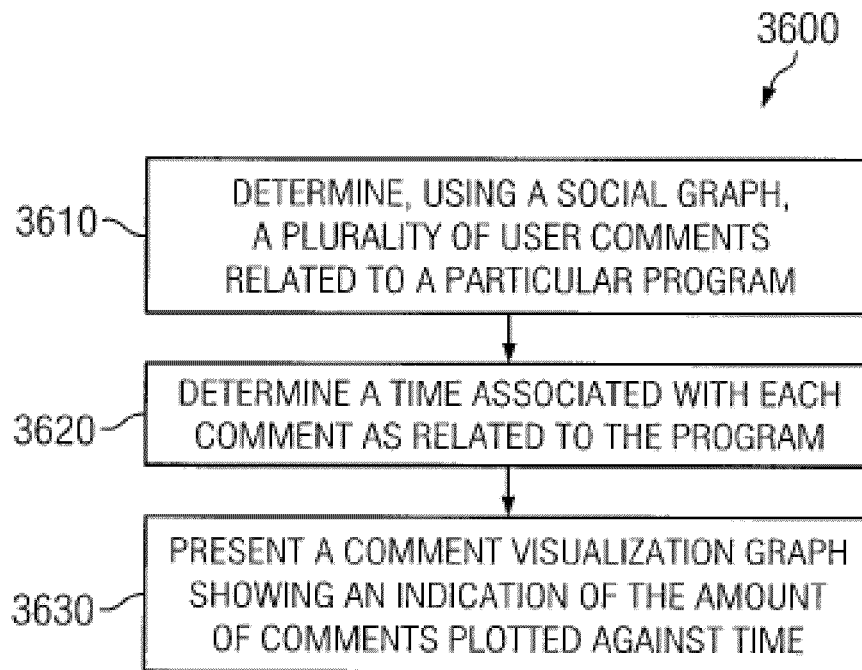 3600
3610
DETERMINE, USING A SOCIAL GRAPH,
A PLURALITY OF USER COMMENTS
RELATED TO A PARTICULAR PROGRAM
3620
DETERMINE A TIME ASSOCIATED WITH EACH
COMMENT AS RELATED TO THE PROGRAM
3630
PRESENT A COMMENT VISUALIZATION GRAPH
SHOWING AN INDICATION OF THE AMOUNT
OF COMMENTS PLOTTED AGAINST TIME